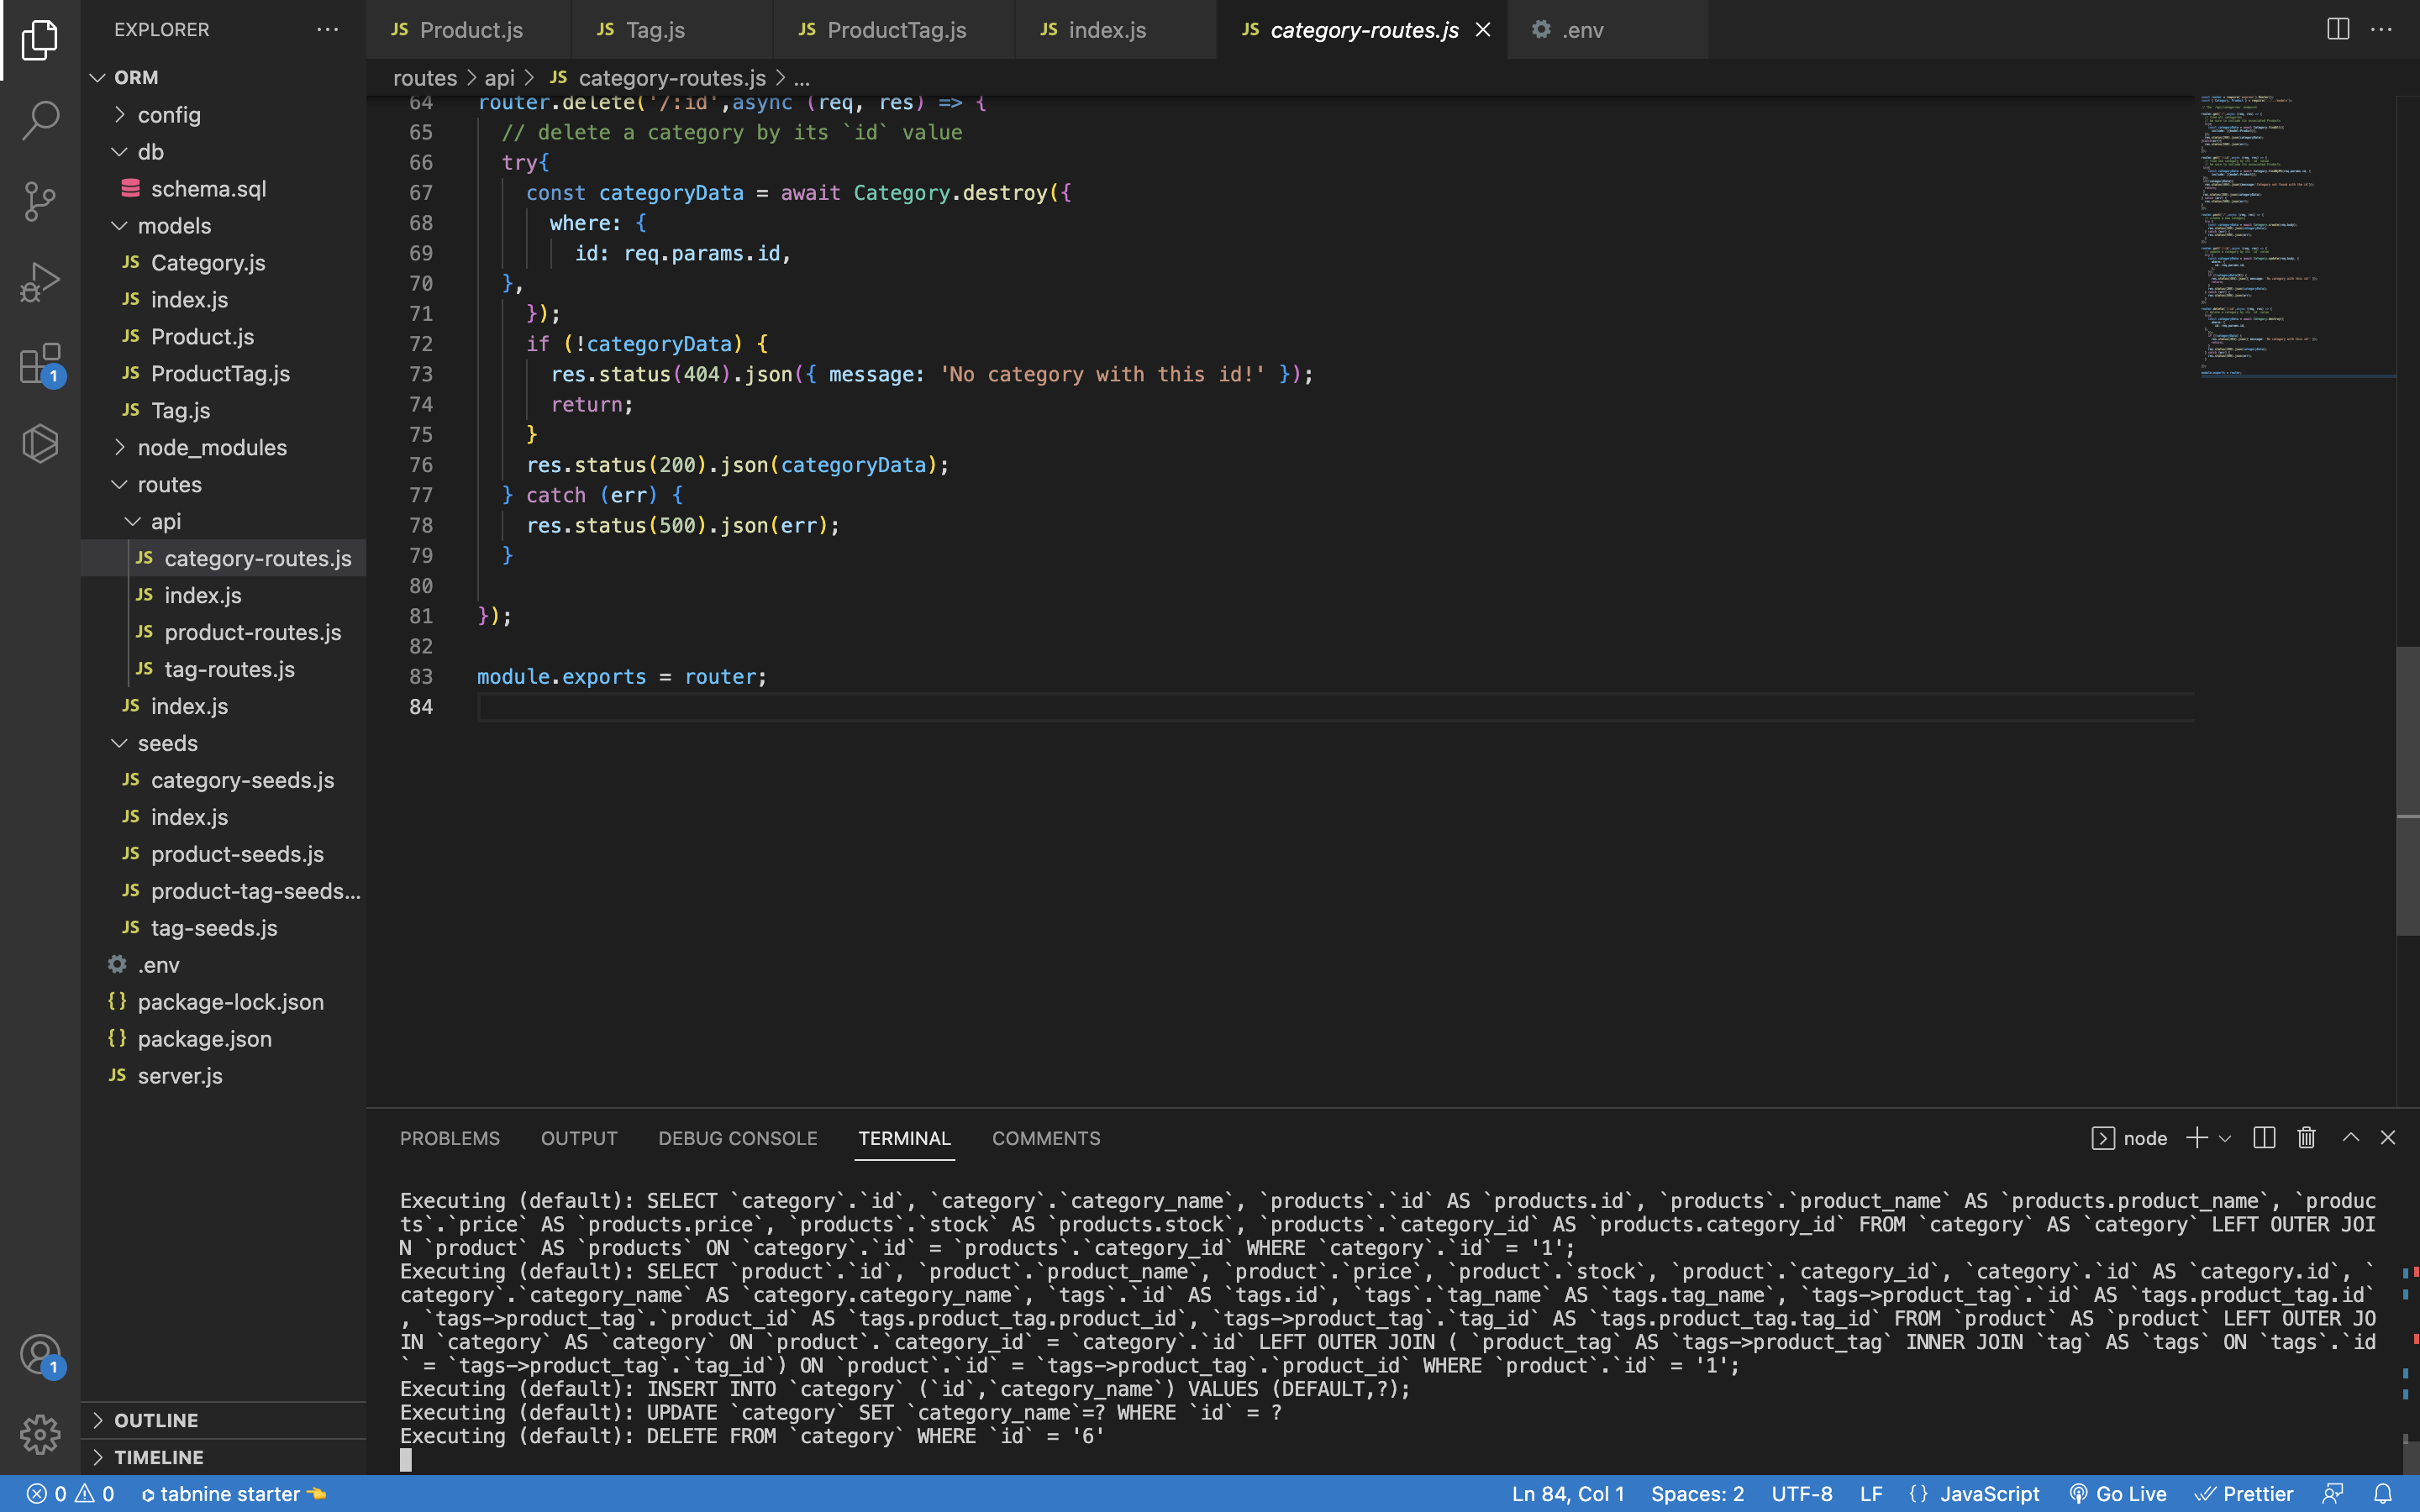 EXPLORER
ORM
config
db
schema.sql
models
JS Category.js
JS index.js
JS Product.js
JS ProductTag.js
JS Tag.js
node_modules
routes
api
JS category-routes.js
JS index.js
JS product-routes.js
JS tag-routes.js
JS index.js
seeds
JS category-seeds.js
JS index.js
JS product-seeds.js
JS product-tag-seeds...
JS tag-seeds.js
.env
{} package-lock.json
{} package.json
JS server.js
OUTLINE
TIMELINE
1
1
JS Product.js JS Tag.js JS ProductTag.js JS index.js JS category-routes.js .env
routes > api > JS category-routes.js > ...
64 router.delete('/:id',async (req, res) => {
65 // delete a category by its `id` value
66 try{
67 const categoryData = await Category.destroy({
68 where: {
69 id: req.params.id,
70 },
71 });
72 if (!categoryData) {
73 res.status(404).json({ message: 'No category with this id!' });
74 return;
75 }
76 res.status(200).json(categoryData);
77 } catch (err) {
78 res.status(500).json(err);
79 }
80
81 });
82
83 module.exports = router;
84
PROBLEMS OUTPUT DEBUG CONSOLE TERMINAL COMMENTS
node
Executing (default): SELECT `category`.`id`, `category`.`category_name`, `products`.`id` AS `products.id`, `products`.`product_name` AS `products.product_name`, `produc
ts`.`price` AS `products.price`, `products`.`stock` AS `products.stock`, `products`.`category_id` AS `products.category_id` FROM `category` AS `category` LEFT OUTER JOI
N `product` AS `products` ON `category`.`id` = `products`.`category_id` WHERE `category`.`id` = '1';
Executing (default): SELECT `product`.`id`, `product`.`product_name`, `product`.`price`, `product`.`stock`, `product`.`category_id`, `category`.`id` AS `category.id`, `
category`.`category_name` AS `category.category_name`, `tags`.`id` AS `tags.id`, `tags`.`tag_name` AS `tags.tag_name`, `tags->product_tag`.`id` AS `tags.product_tag.id`
, `tags->product_tag`.`product_id` AS `tags.product_tag.product_id`, `tags->product_tag`.`tag_id` AS `tags.product_tag.tag_id` FROM `product` AS `product` LEFT OUTER JO
IN `category` AS `category` ON `product`.`category_id` = `category`.`id` LEFT OUTER JOIN ( `product_tag` AS `tags->product_tag` INNER JOIN `tag` AS `tags` ON `tags`.`id
` = `tags->product_tag`.`tag_id`) ON `product`.`id` = `tags->product_tag`.`product_id` WHERE `product`.`id` = '1';
Executing (default): INSERT INTO `category` (`id`,`category_name`) VALUES (DEFAULT,?);
Executing (default): UPDATE `category` SET `category_name`=? WHERE `id` = ?
Executing (default): DELETE FROM `category` WHERE `id` = '6'
0 0 tabnine starter Ln 84, Col 1 Spaces: 2 UTF-8 LF {} JavaScript Go Live Prettier